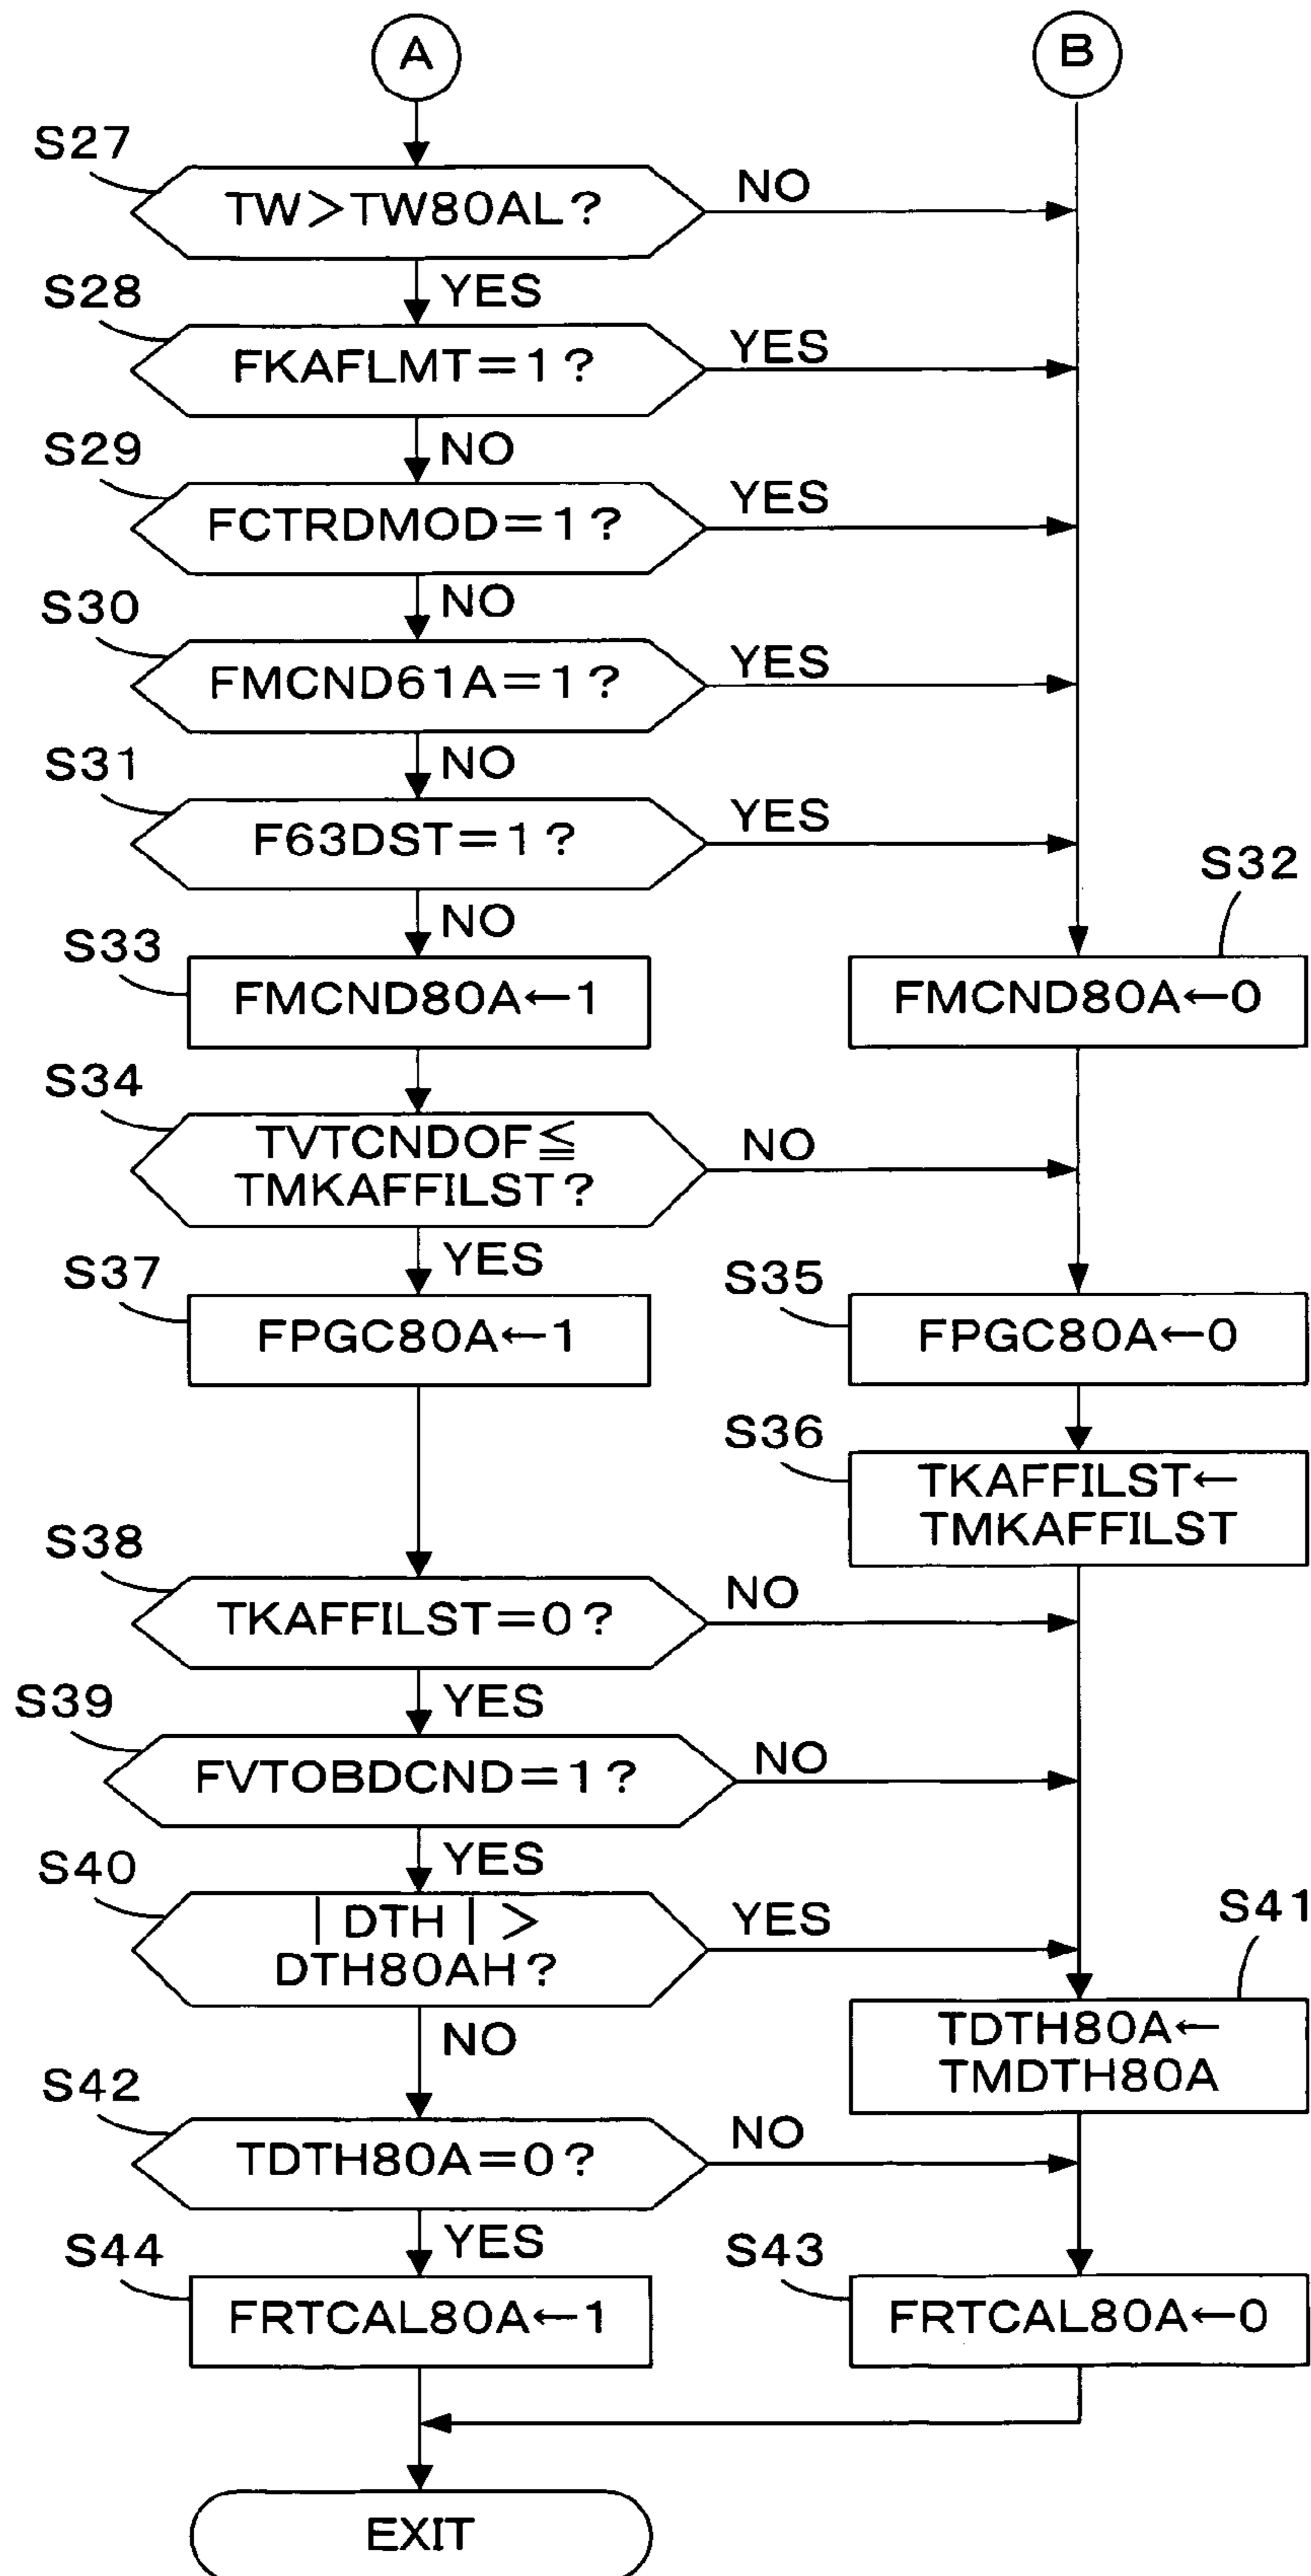 A
B
S27
TW>TW80AL?
NO
YES
S28
FKAFLMT=1?
YES
NO
S29
FCTRDMOD=1?
YES
NO
S30
FMCND61A=1?
YES
NO
S31
F63DST=1?
YES
NO
S32
S33
FMCND80A←1
FMCND80A←0
S34
TVTCNDOF≦
TMKAFFILST?
NO
YES
S37
FPGC80A←1
S35
FPGC80A←0
S36
TKAFFILST←
TMKAFFILST
S38
TKAFFILST=0?
NO
YES
S39
FVTOBDCND=1?
NO
YES
S40
|DTH|>
DTH80AH?
YES
NO
S41
TDTH80A←
TMDTH80A
S42
TDTH80A=0?
NO
YES
S44
FRTCAL80A←1
S43
FRTCAL80A←0
EXIT